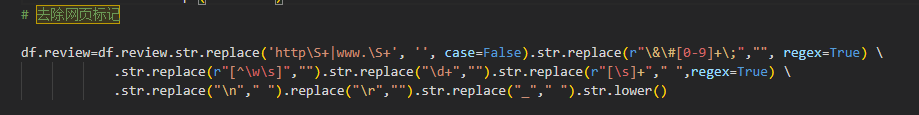 # 去除网页标记
df.review=df.review.str.replace('http\S+|www.\S+', '', case=False).str.replace(r"\&\#[0-9]+\;","", regex=True) \
.str.replace(r"[^\w\s]","").str.replace("\d+","").str.replace(r"[\s]+"," ",regex=True) \
.str.replace("\n"," ").replace("\r","").str.replace("_"," ").str.lower()